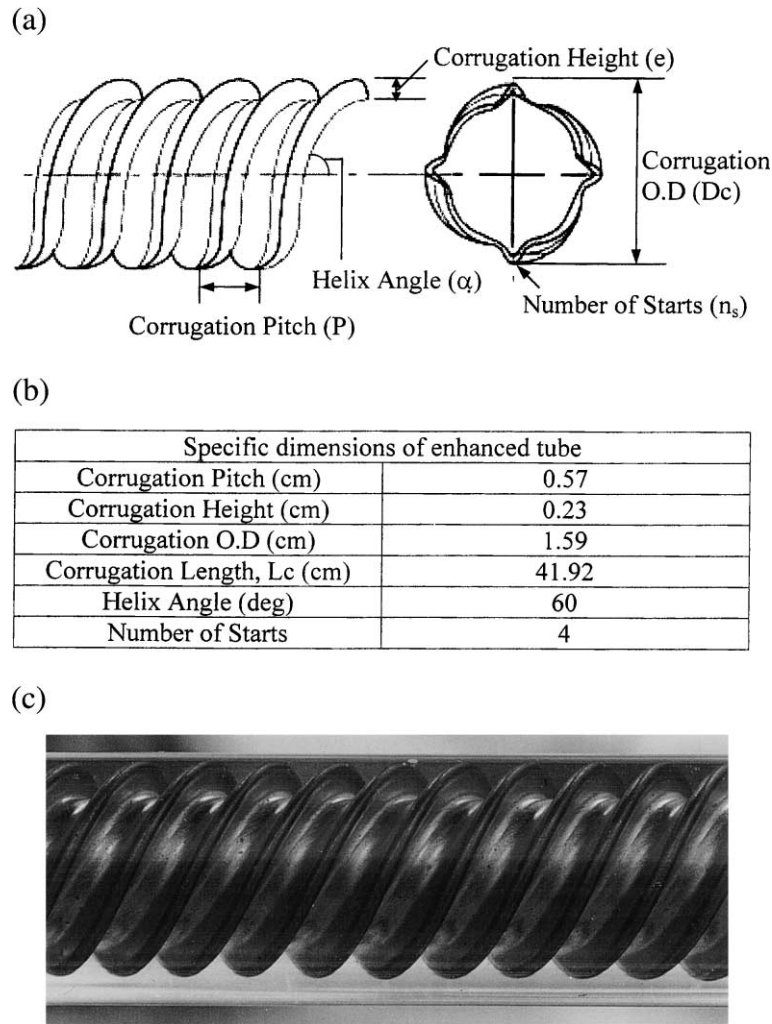 (a)
Corrugation Height (e)
Corrugation
O.D (Dc)
Helix Angle (α)
Number of Starts (nₛ)
Corrugation Pitch (P)
(b)
Specific dimensions of enhanced tube
Corrugation Pitch (cm) 0.57
Corrugation Height (cm) 0.23
Corrugation O.D (cm) 1.59
Corrugation Length, Lc (cm) 41.92
Helix Angle (deg) 60
Number of Starts 4
(c)